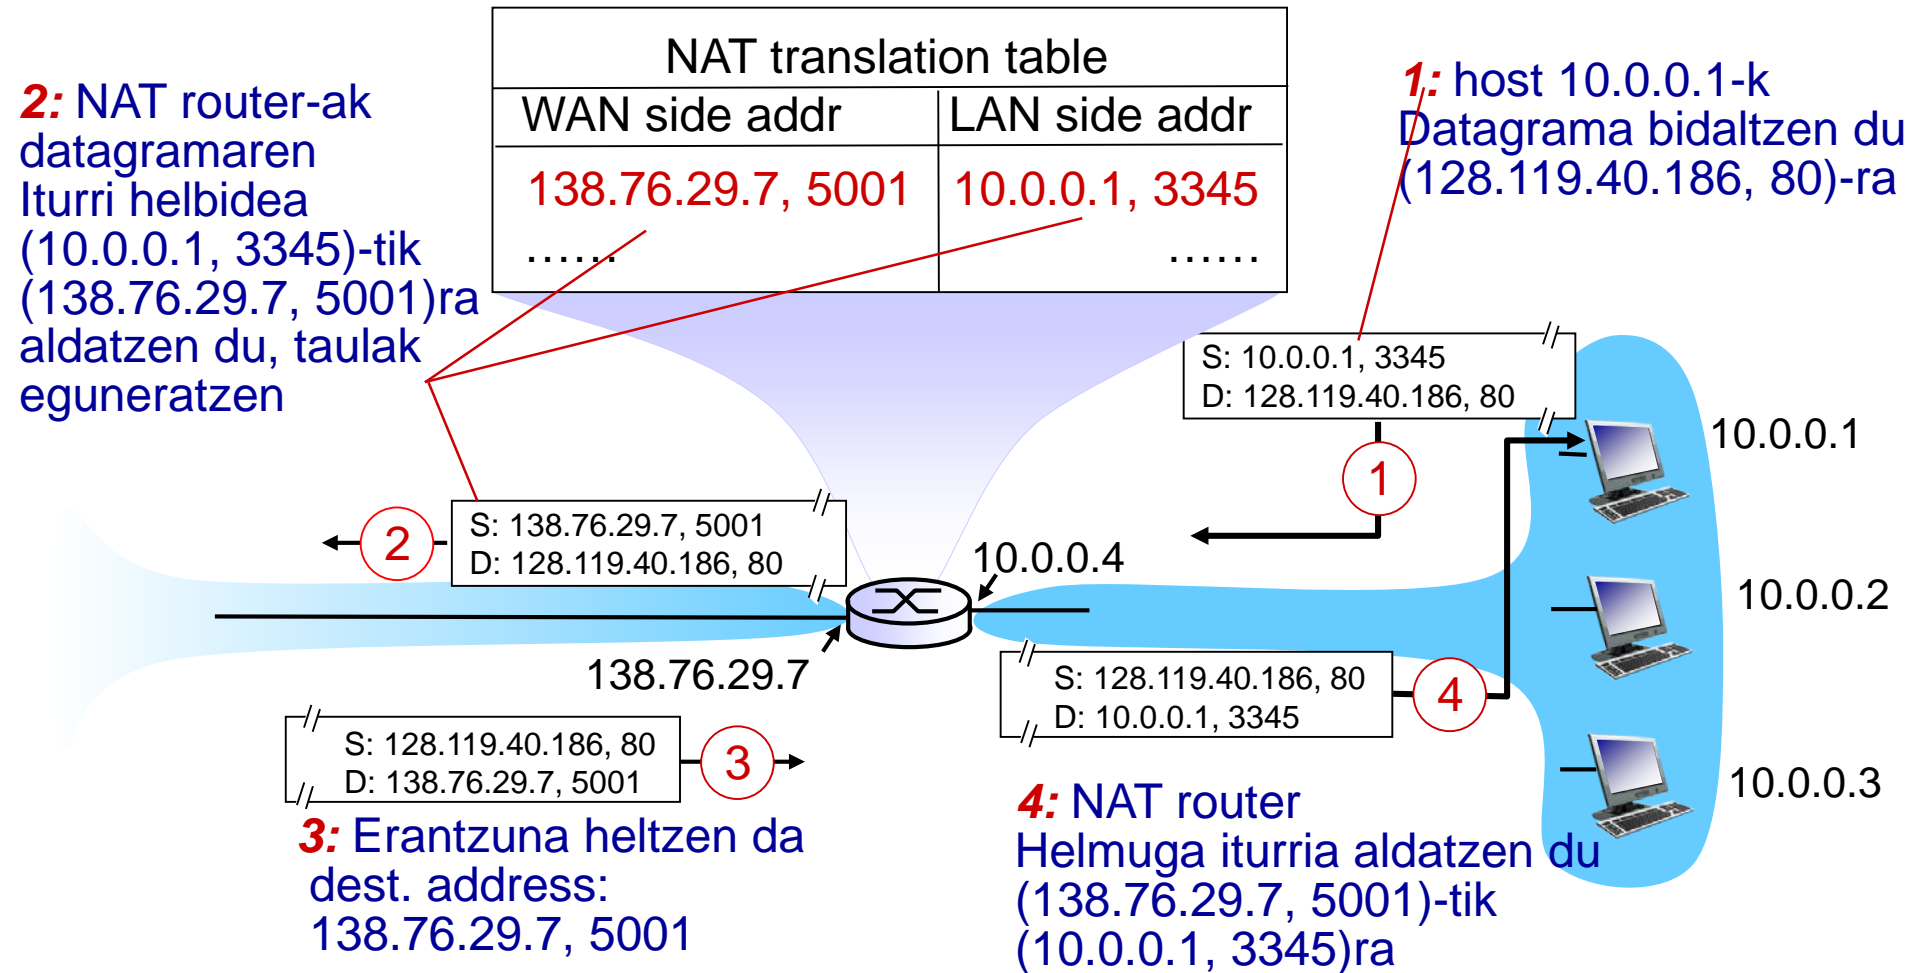 NAT translation table
WAN side addr LAN side addr
138.76.29.7, 5001 10.0.0.1, 3345
...... ......
2: NAT router-ak
datagramaren
Iturri helbidea
(10.0.0.1, 3345)-tik
(138.76.29.7, 5001)ra
aldatzen du, taulak
eguneratzen
1: host 10.0.0.1-k
Datagrama bidaltzen du
(128.119.40.186, 80)-ra
S: 10.0.0.1, 3345
D: 128.119.40.186, 80
1
10.0.0.1
2
S: 138.76.29.7, 5001
D: 128.119.40.186, 80
10.0.0.4
10.0.0.2
138.76.29.7
S: 128.119.40.186, 80
D: 10.0.0.1, 3345
4
S: 128.119.40.186, 80
D: 138.76.29.7, 5001
3
10.0.0.3
3: Erantzuna heltzen da
dest. address:
138.76.29.7, 5001
4: NAT router
Helmuga iturria aldatzen du
(138.76.29.7, 5001)-tik
(10.0.0.1, 3345)ra